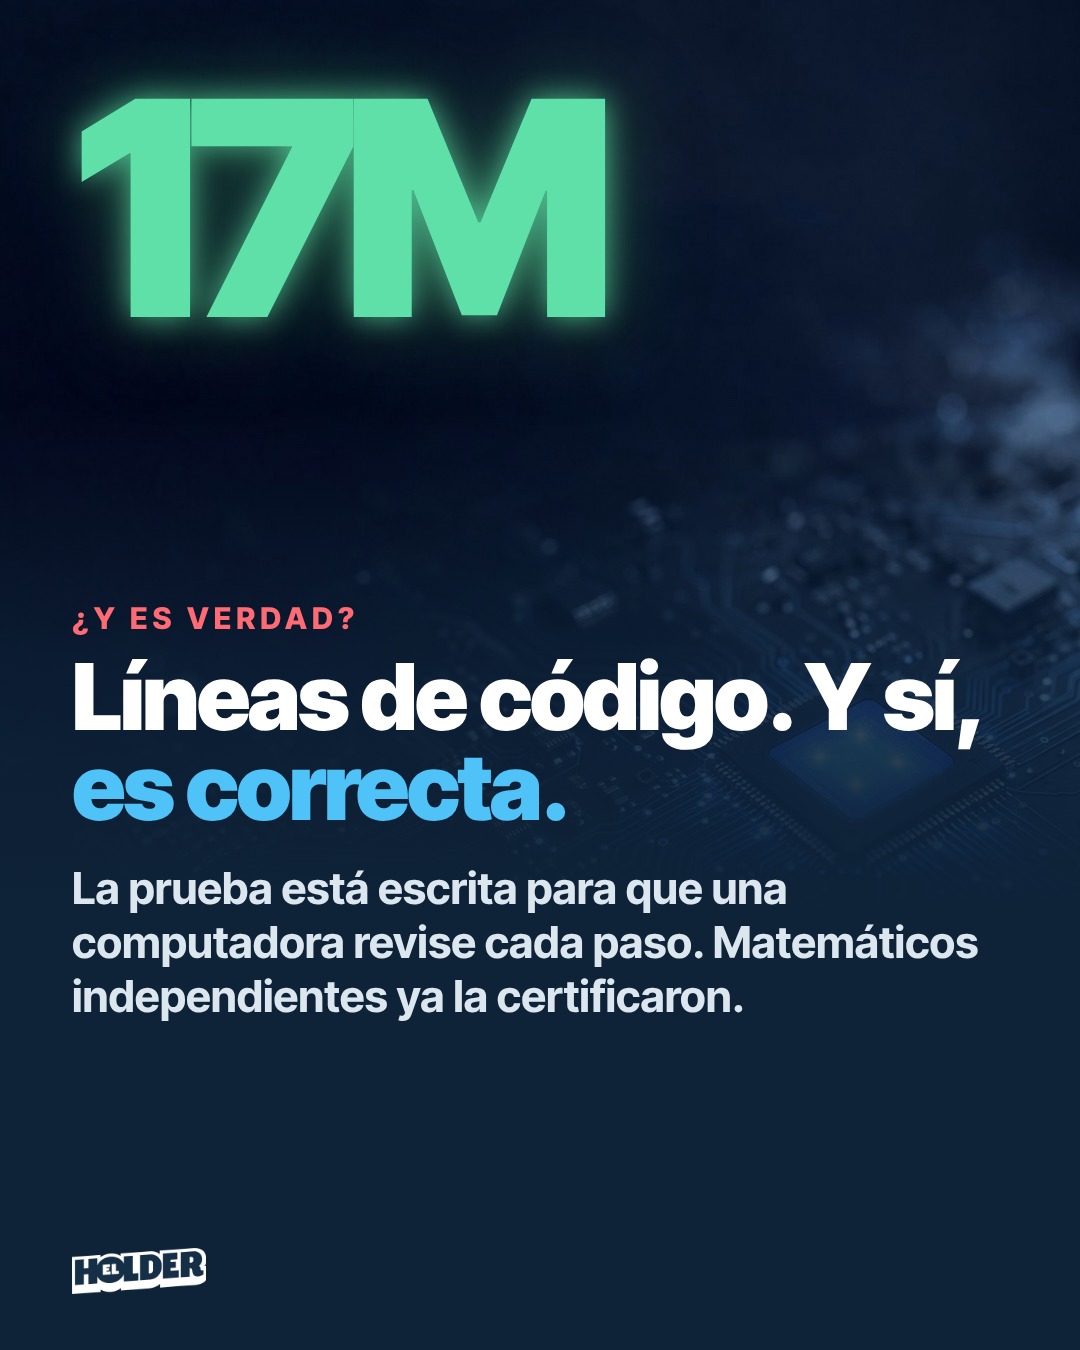 17M
¿Y ES VERDAD?
Líneas de código. Y sí,
es correcta.
La prueba está escrita para que una
computadora revise cada paso. Matemáticos
independientes ya la certificaron.
EL HOLDER